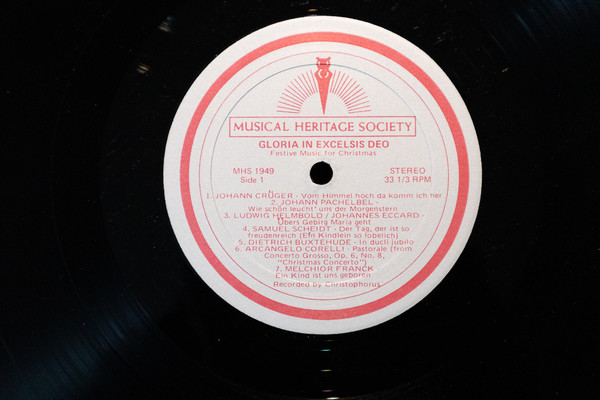 MUSICAL HERITAGE SOCIETY
GLORIA IN EXCELSIS DEO
Festive Music for Christmas
MHS 1949
STEREO
Side 1
33 1/3 RPM
1. JOHANN CRÜGER - Vom Himmel hoch da komm ich her
2. JOHANN PACHELBEL -
Wie schön leucht' uns der Morgenstern
3. LUDWIG HELMBOLD / JOHANNES ECCARD -
Übers Gebirg Maria geht
4. SAMUEL SCHEIDT - Der Tag, der ist so
freudenreich (Ein Kindlein so lobelich)
5. DIETRICH BUXTEHUDE - In dulci jubilo
6. ARCANGELO CORELLI - Pastorale (from
Concerto Grosso, Op. 6, No. 8,
"Christmas Concerto")
7. MELCHIOR FRANCK
Ein Kind ist uns geboren
Recorded by Christophorus